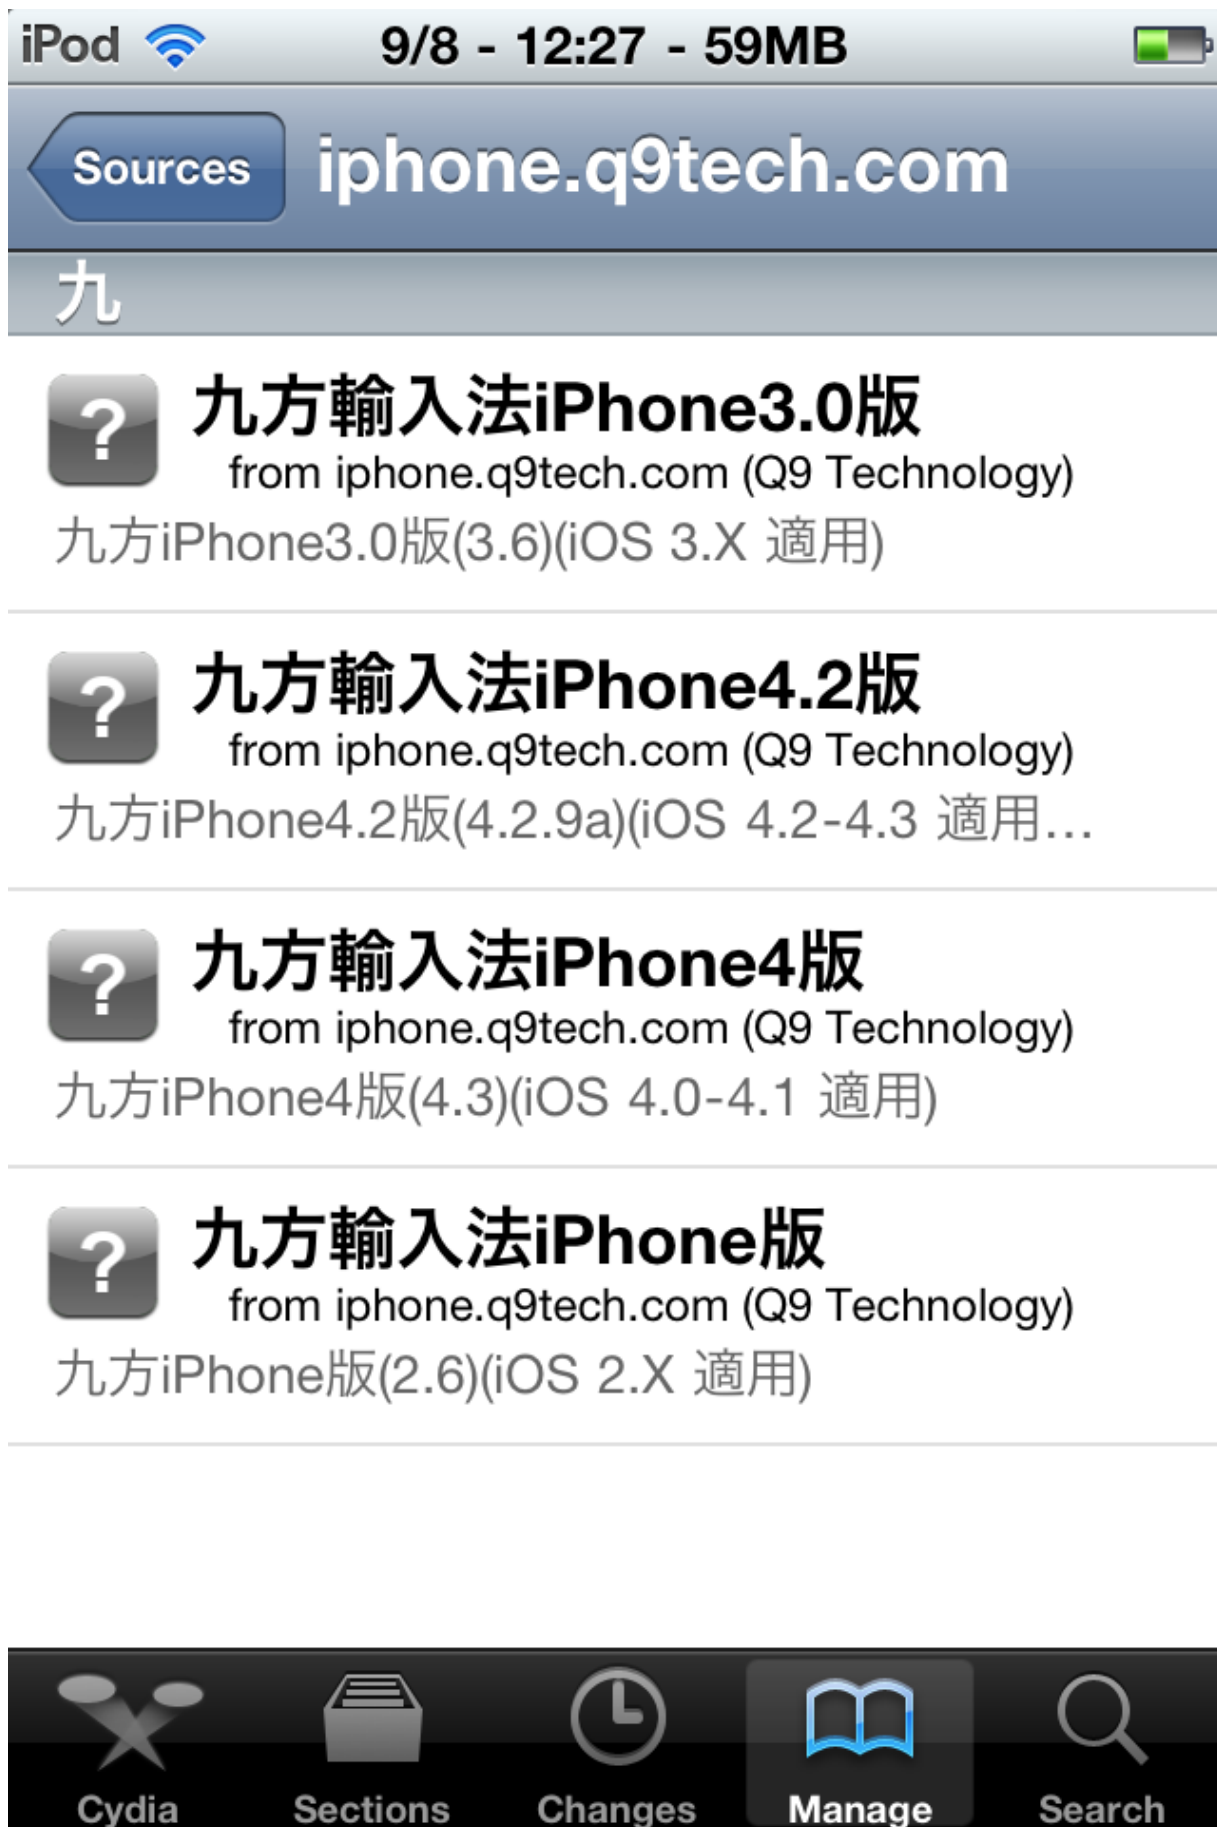 iPod 9/8 - 12:27 - 59MB
Sources iphone.q9tech.com
九
? 九方輸入法iPhone3.0版
from iphone.q9tech.com (Q9 Technology)
九方iPhone3.0版(3.6)(iOS 3.X 適用)
? 九方輸入法iPhone4.2版
from iphone.q9tech.com (Q9 Technology)
九方iPhone4.2版(4.2.9a)(iOS 4.2-4.3 適用...
? 九方輸入法iPhone4版
from iphone.q9tech.com (Q9 Technology)
九方iPhone4版(4.3)(iOS 4.0-4.1 適用)
? 九方輸入法iPhone版
from iphone.q9tech.com (Q9 Technology)
九方iPhone版(2.6)(iOS 2.X 適用)
Cydia Sections Changes Manage Search